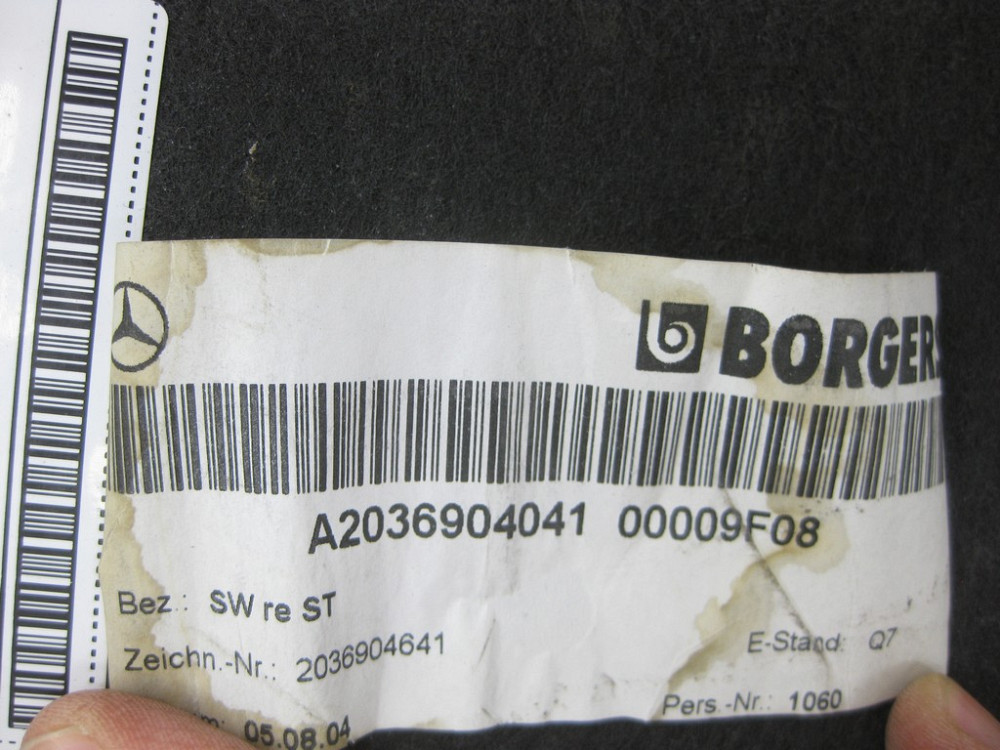 BORGERS
A2036904041 00009F08
Bez.: SW re ST
Zeichn.-Nr.: 2036904641
E-Stand: Q7
Pers.-Nr.: 1060
05.08.04